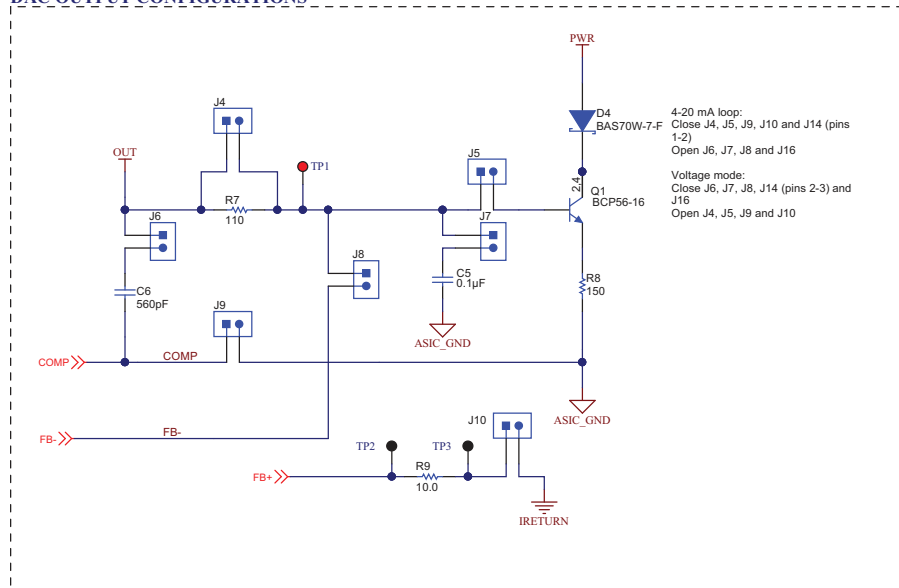 DAC OUTPUT CONFIGURATIONS
PWR
J4
D4
BAS70W-7-F
4-20 mA loop:
Close J4, J5, J9, J10 and J14 (pins
1-2)
Open J6, J7, J8 and J16
Voltage mode:
Close J6, J7, J8, J14 (pins 2-3) and
J16
Open J4, J5, J9 and J10
OUT
TP1
J5
2,4
Q1
BCP56-16
R7
110
J6
J7
J8
C5
0.1µF
R8
150
C6
560pF
J9
ASIC_GND
COMP
COMP
ASIC_GND
J10
FB-
FB-
TP2
TP3
R9
10.0
FB+
IRETURN